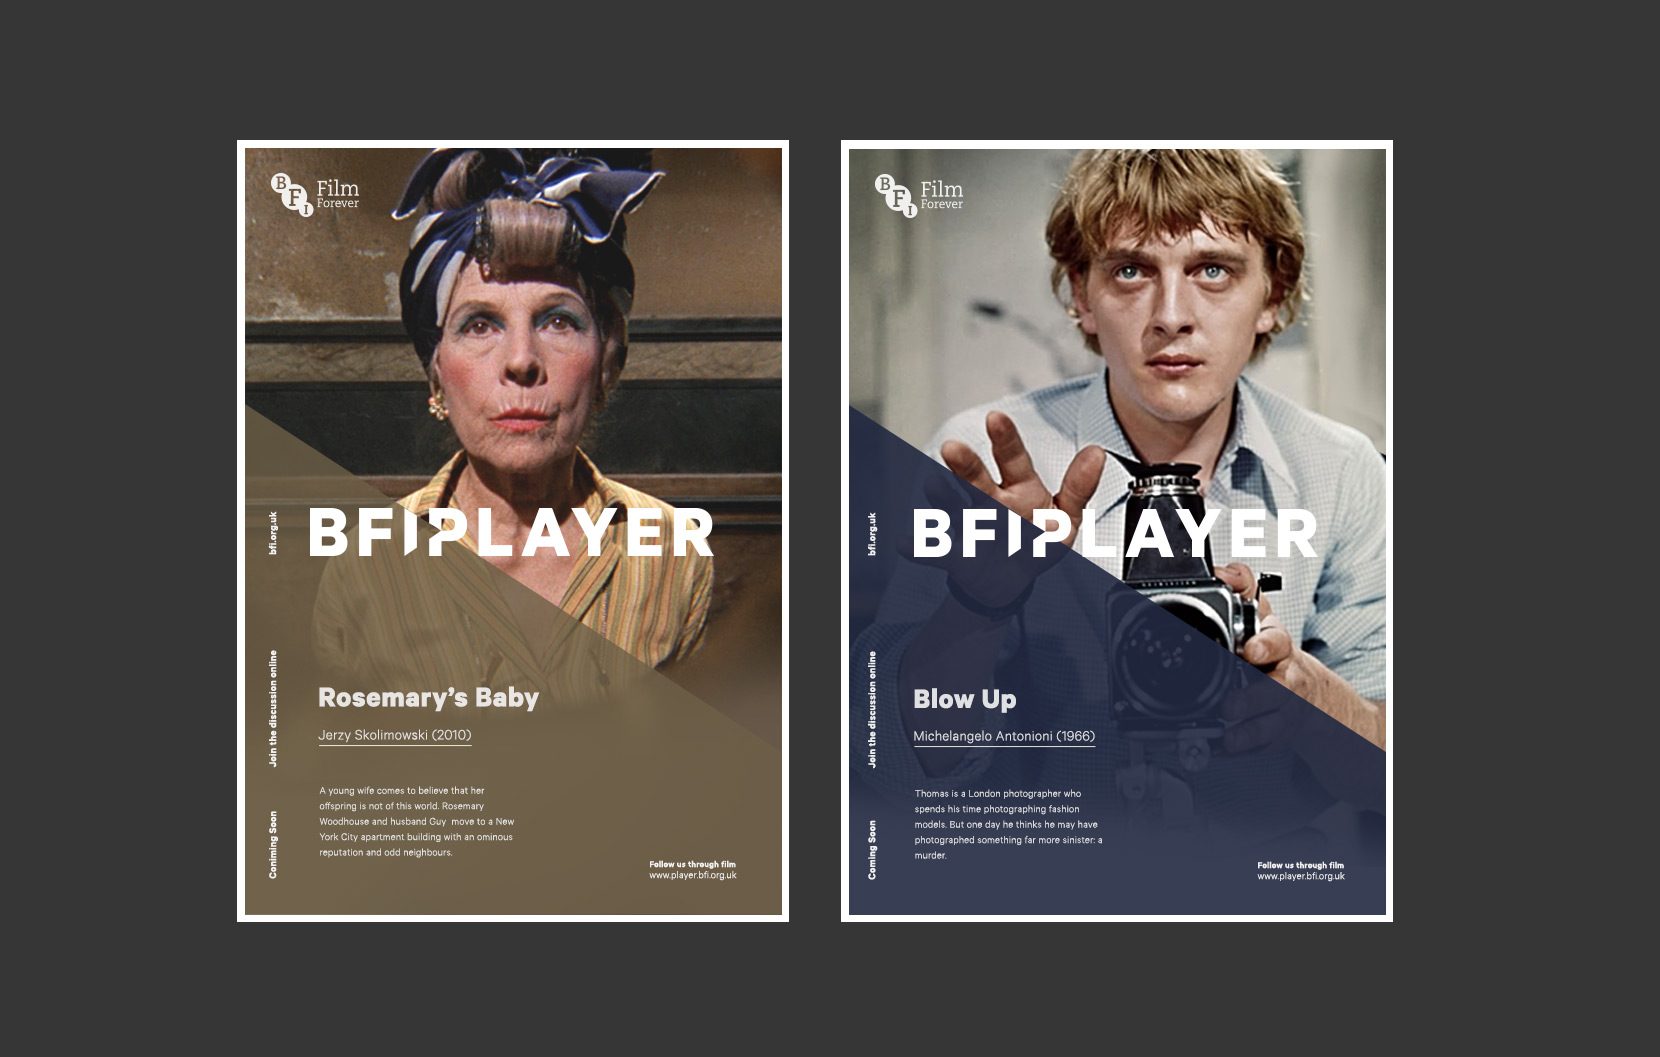 BFI
Film
Forever
BFIPLAYER
bfi.org.uk
Join the discussion online
Coniming Soon
Rosemary's Baby
Jerzy Skolimowski (2010)
A young wife comes to believe that her
offspring is not of this world. Rosemary
Woodhouse and husband Guy  move to a New
York City apartment building with an ominous
reputation and odd neighbours.
Follow us through film
www.player.bfi.org.uk
BFI
Film
Forever
BFIPLAYER
bfi.org.uk
Join the discussion online
Coming Soon
Blow Up
Michelangelo Antonioni (1966)
Thomas is a London photographer who
spends his time photographing fashion
models. But one day he thinks he may have
photographed something far more sinister: a
murder.
Follow us through film
www.player.bfi.org.uk